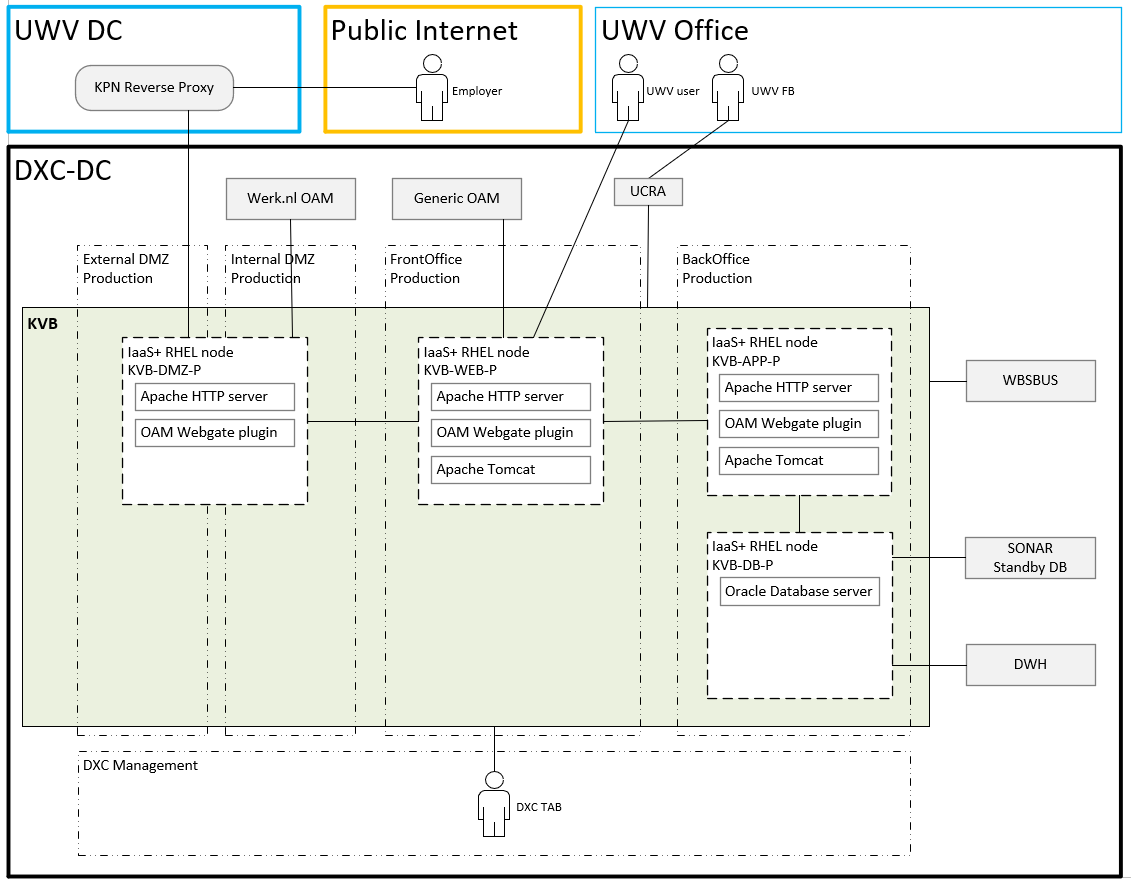 UWV DC
KPN Reverse Proxy
Public Internet
Employer
UWV Office
UWV user
UWV FB
DXC-DC
Werk.nl OAM
Generic OAM
UCRA
External DMZ
Production
Internal DMZ
Production
FrontOffice
Production
BackOffice
Production
KVB
IaaS+ RHEL node
KVB-DMZ-P
Apache HTTP server
OAM Webgate plugin
IaaS+ RHEL node
KVB-WEB-P
Apache HTTP server
OAM Webgate plugin
Apache Tomcat
IaaS+ RHEL node
KVB-APP-P
Apache HTTP server
OAM Webgate plugin
Apache Tomcat
IaaS+ RHEL node
KVB-DB-P
Oracle Database server
WBSBUS
SONAR
Standby DB
DWH
DXC Management
DXC TAB